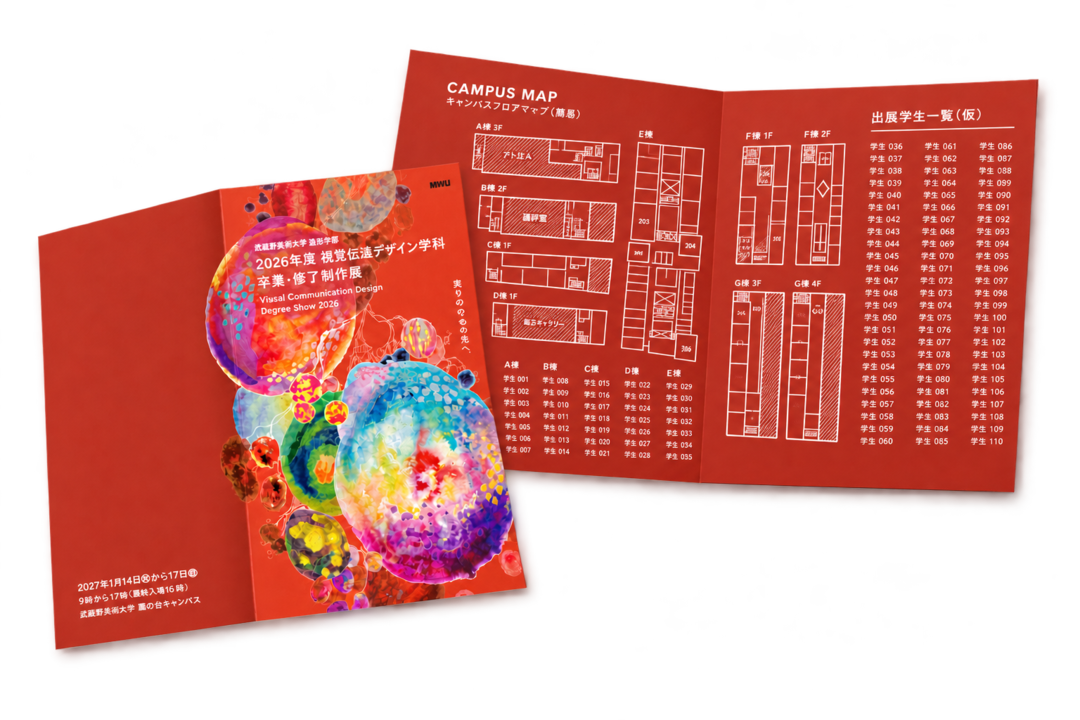 MWU
武蔵野美術大学 造形学部
2026年度 視覚伝達デザイン学科
卒業・修了制作展
Visual Communication Design
Degree Show 2026
2027年1月14日㊍から17日㊐
9時から17時(最終入場16時)
武蔵野美術大学 鷹の台キャンパス
CAMPUS MAP
キャンパスフロアマップ(簡易)
A棟 3F
B棟 2F
C棟 1F
D棟 1F
ギャラリー
E棟
203
304
306
A棟 B棟 C棟 D棟 E棟
学生 001 学生 008 学生 015 学生 022 学生 029
学生 002 学生 009 学生 016 学生 023 学生 030
学生 003 学生 010 学生 017 学生 024 学生 031
学生 004 学生 011 学生 018 学生 025 学生 032
学生 005 学生 012 学生 019 学生 026 学生 033
学生 006 学生 013 学生 020 学生 027 学生 034
学生 007 学生 014 学生 021 学生 028 学生 035
F棟 1F
F棟 2F
G棟 3F
G棟 4F
出展学生一覧(仮)
学生 036 学生 061 学生 086
学生 037 学生 062 学生 087
学生 038 学生 063 学生 088
学生 039 学生 064 学生 089
学生 040 学生 065 学生 090
学生 041 学生 066 学生 091
学生 042 学生 067 学生 092
学生 043 学生 068 学生 093
学生 044 学生 069 学生 094
学生 045 学生 070 学生 095
学生 046 学生 071 学生 096
学生 047 学生 072 学生 097
学生 048 学生 073 学生 098
学生 049 学生 074 学生 099
学生 050 学生 075 学生 100
学生 051 学生 076 学生 101
学生 052 学生 077 学生 102
学生 053 学生 078 学生 103
学生 054 学生 079 学生 104
学生 055 学生 080 学生 105
学生 056 学生 081 学生 106
学生 057 学生 082 学生 107
学生 058 学生 083 学生 108
学生 059 学生 084 学生 109
学生 060 学生 085 学生 110